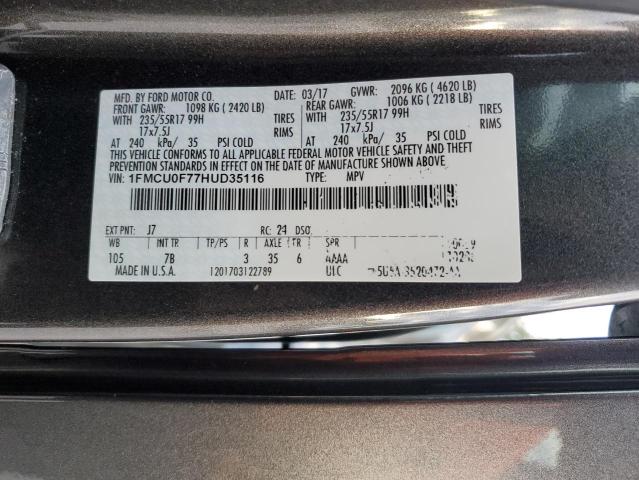 MFD. BY FORD MOTOR CO. DATE: 03/17 GVWR: 2096 KG ( 4620 LB)
FRONT GAWR: 1098 KG ( 2420 LB) REAR GAWR: 1006 KG ( 2218 LB)
WITH 235/55R17 99H TIRES WITH 235/55R17 99H TIRES
17x7.5J RIMS 17x7.5J RIMS
AT 240 kPa/ 35 PSI COLD AT 240 kPa/ 35 PSI COLD
THIS VEHICLE CONFORMS TO ALL APPLICABLE FEDERAL MOTOR VEHICLE SAFETY AND THEFT
PREVENTION STANDARDS IN EFFECT ON THE DATE OF MANUFACTURE SHOWN ABOVE.
VIN: 1FMCU0F77HUD35116 TYPE: MPV
EXT PNT: J7 RC: 24 DSO:
WB INT TR TP/PS R AXLE TR SPR
105 7B 3 35 6 AAAA
MADE IN U.S.A. 1201703122789